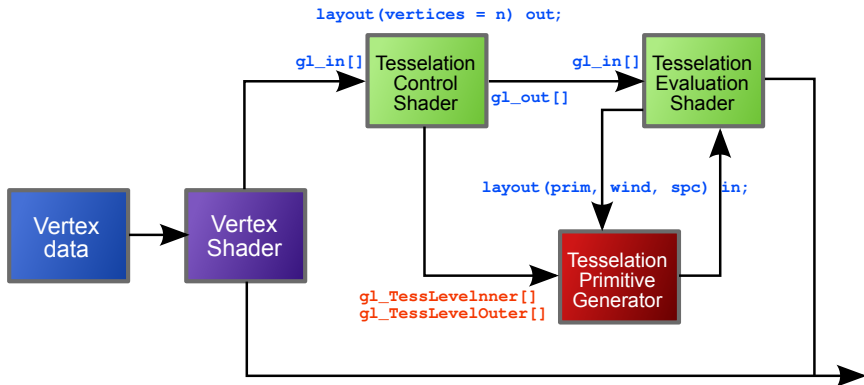 layout(vertices = n) out;
gl_in[]
Tesselation
Control
Shader
gl_out[]
gl_in[]
Tesselation
Evaluation
Shader
layout(prim, wind, spc) in;
Vertex
data
Vertex
Shader
Tesselation
Primitive
Generator
gl_TessLevelnner[]
gl_TessLevelOuter[]